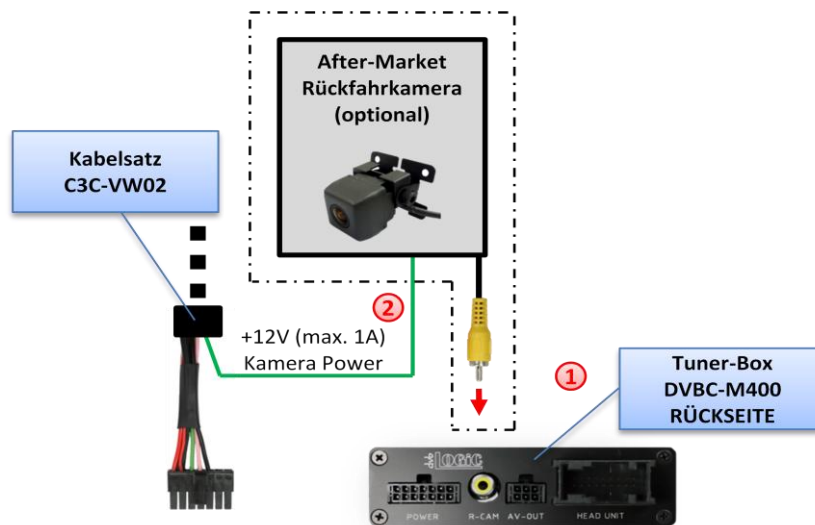 After-Market
Rückfahrkamera
(optional)
Kabelsatz
C3C-VW02
2
+12V (max. 1A)
Kamera Power
1
Tuner-Box
DVBC-M400
RÜCKSEITE
dvb LOGiC
POWER R-CAM AV-OUT HEAD UNIT